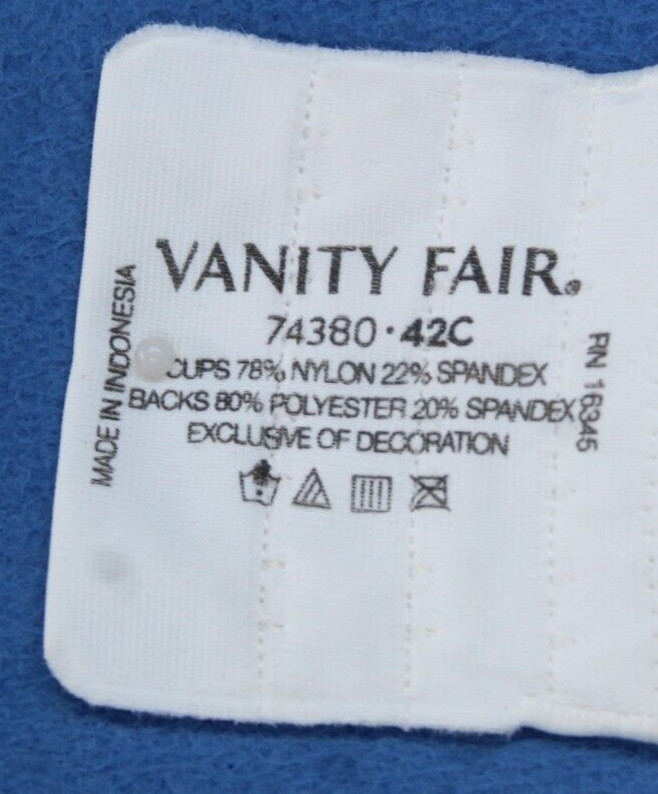 VANITY FAIR®
74380 · 42C
CUPS 78% NYLON 22% SPANDEX
BACKS 80% POLYESTER 20% SPANDEX
EXCLUSIVE OF DECORATION
MADE IN INDONESIA
RN 16345